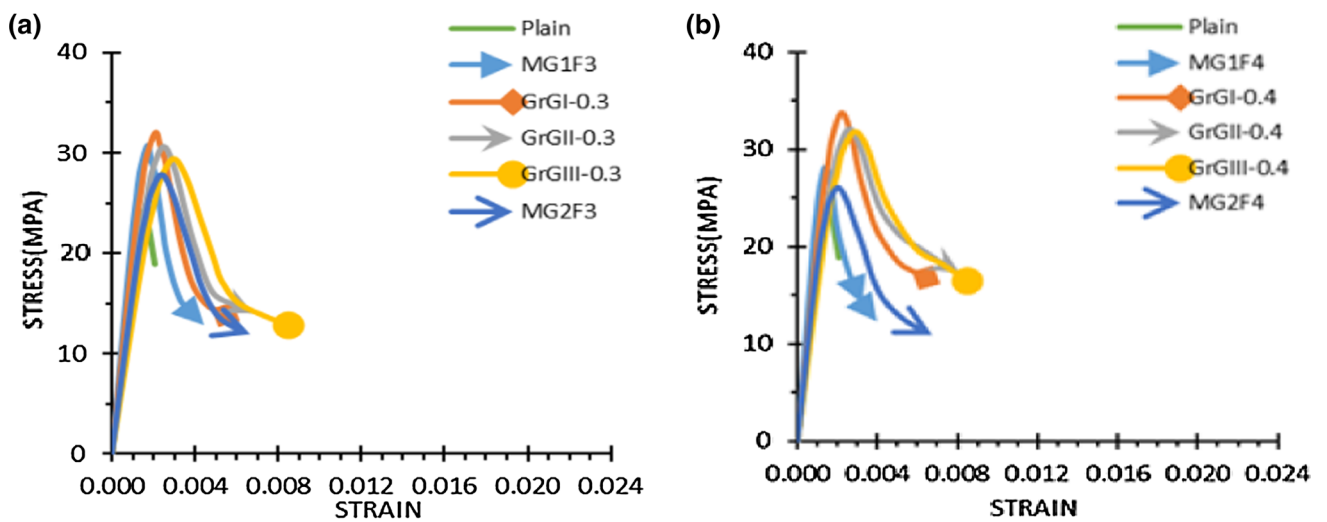 (a)
Plain
MG1F3
GrGI-0.3
GrGII-0.3
GrGIII-0.3
MG2F3
40
30
20
10
0
STRESS(MPA)
0.000 0.004 0.008 0.012 0.016 0.020 0.024
STRAIN
(b)
Plain
MG1F4
GrGI-0.4
GrGII-0.4
GrGIII-0.4
MG2F4
40
30
20
10
0
STRESS(MPA)
0.000 0.004 0.008 0.012 0.016 0.020 0.024
STRAIN